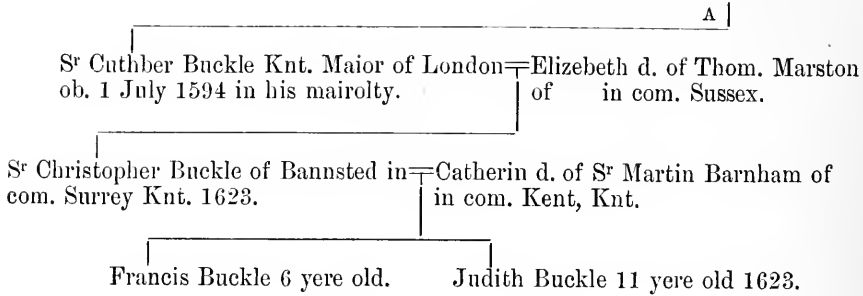 A
Sʳ Cuthber Buckle Knt. Maior of London Elizebeth d. of Thom. Marston
ob. 1 July 1594 in his mairolty. of in com. Sussex.
Sʳ Christopher Buckle of Bannsted in Catherin d. of Sʳ Martin Barnham of
com. Surrey Knt. 1623. in com. Kent, Knt.
Francis Buckle 6 yere old. Judith Buckle 11 yere old 1623.